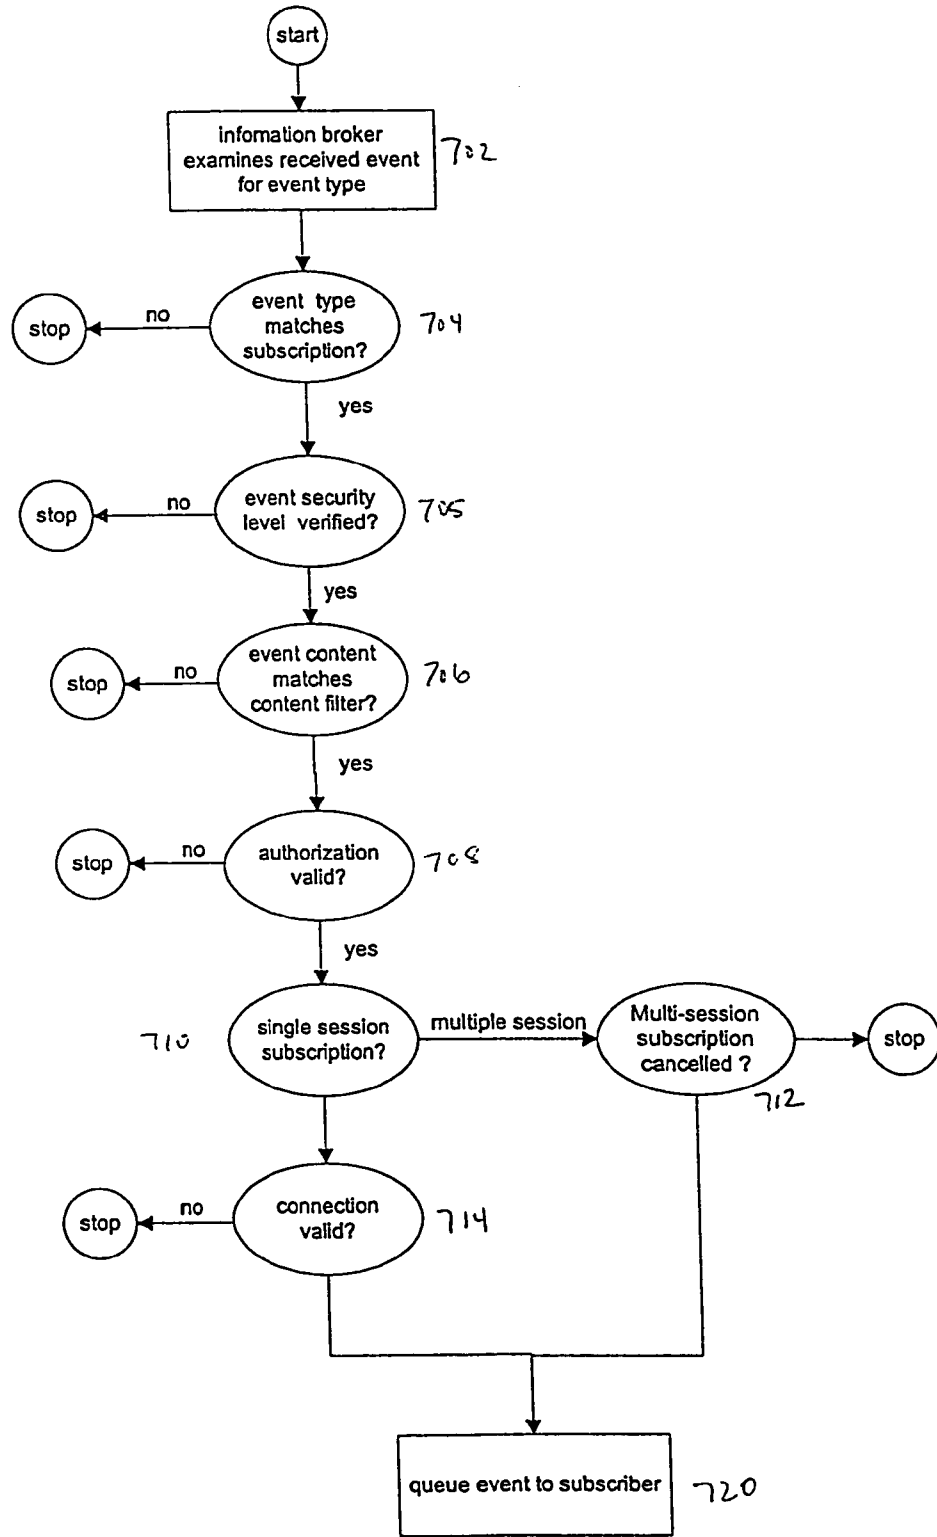 start
infomation broker
examines received event
for event type
702
event type
matches
subscription?
704
no
stop
yes
event security
level verified?
705
no
stop
yes
event content
matches
content filter?
706
no
stop
yes
authorization
valid?
708
no
stop
yes
710
single session
subscription?
multiple session
Multi-session
subscription
cancelled ?
712
stop
connection
valid?
714
no
stop
queue event to subscriber
720